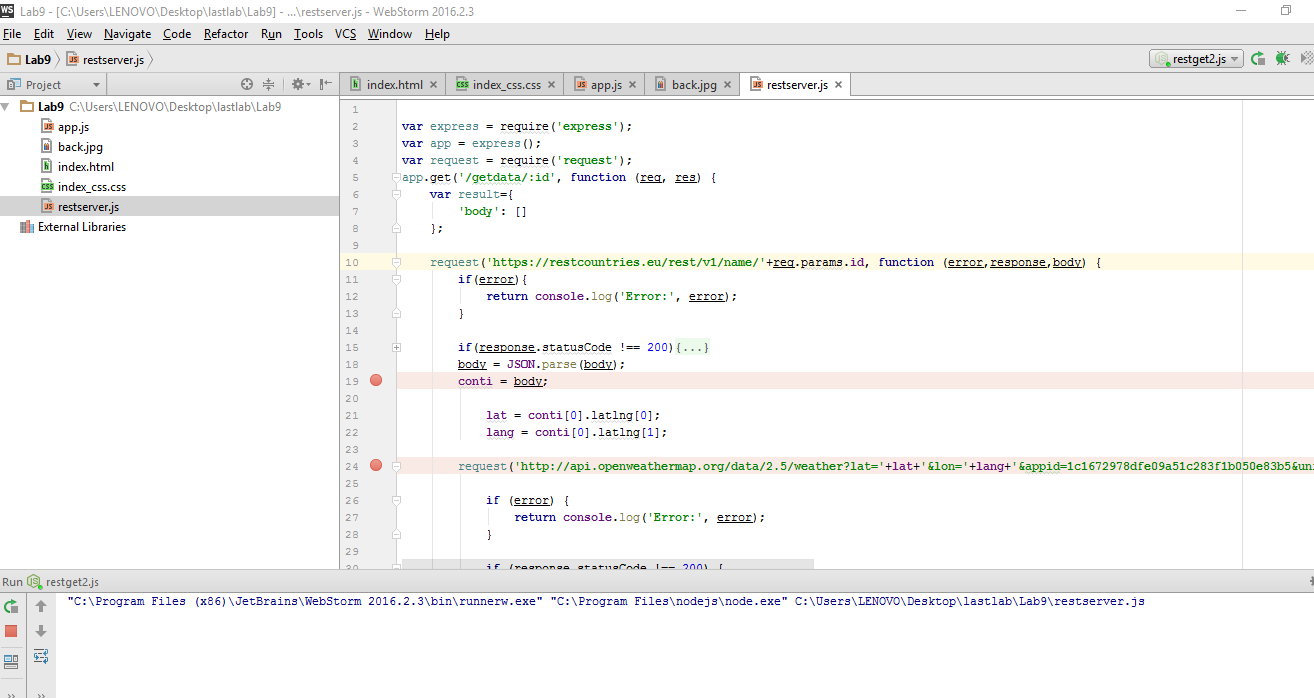 WS Lab9 - [C:\Users\LENOVO\Desktop\lastlab\Lab9] - ...\restserver.js - WebStorm 2016.2.3
File Edit View Navigate Code Refactor Run Tools VCS Window Help
Lab9 JS restserver.js restget2.js
Project index.html index_css.css app.js back.jpg restserver.js
Lab9 C:\Users\LENOVO\Desktop\lastlab\Lab9
app.js
back.jpg
index.html
index_css.css
restserver.js
External Libraries
1
2 var express = require('express');
3 var app = express();
4 var request = require('request');
5 app.get('/getdata/:id', function (req, res) {
6 var result={
7 'body': []
8 };
9
10 request('https://restcountries.eu/rest/v1/name/'+req.params.id, function (error,response,body) {
11 if(error){
12 return console.log('Error:', error);
13 }
14
15 if(response.statusCode !== 200){...}
18 body = JSON.parse(body);
19 conti = body;
20
21 lat = conti[0].latlng[0];
22 lang = conti[0].latlng[1];
23
24 request('http://api.openweathermap.org/data/2.5/weather?lat='+lat+'&lon='+lang+'&appid=1c1672978dfe09a51c283f1b050e83b5&uni
25
26 if (error) {
27 return console.log('Error:', error);
28 }
29
30 if (response.statusCode !== 200) {
Run restget2.js
"C:\Program Files (x86)\JetBrains\WebStorm 2016.2.3\bin\runnerw.exe" "C:\Program Files\nodejs\node.exe" C:\Users\LENOVO\Desktop\lastlab\Lab9\restserver.js